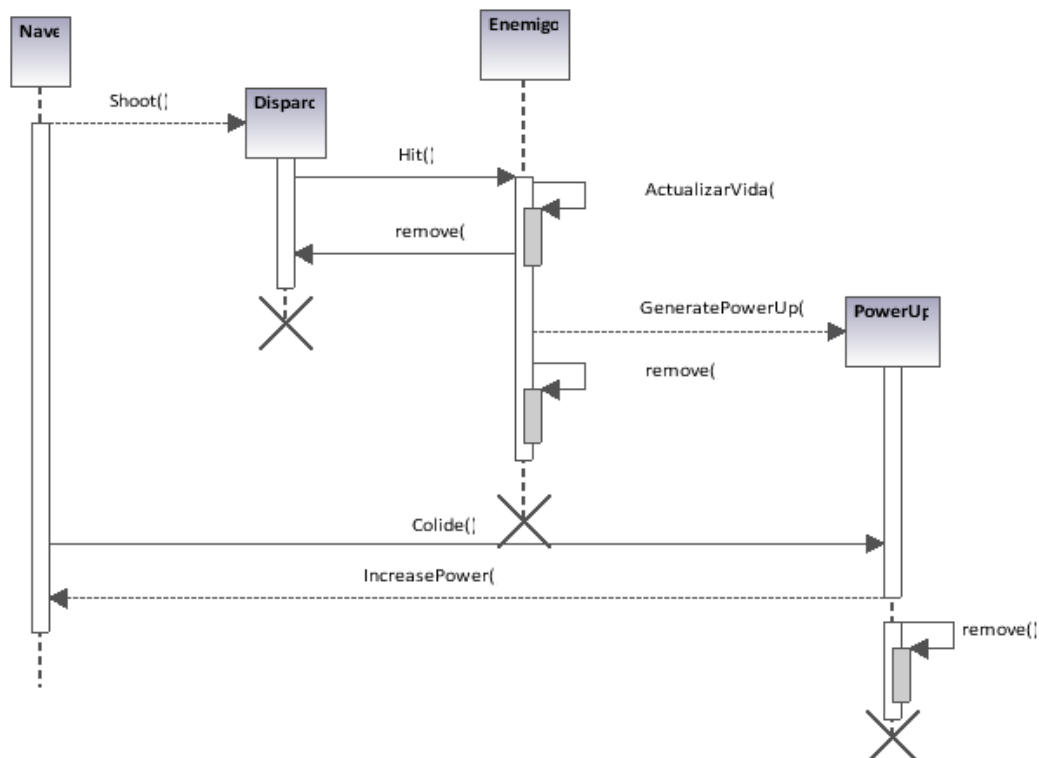 Nave
Enemigo
Shoot()
Disparo
Hit()
ActualizarVida(
remove(
GeneratePowerUp(
PowerUp
remove(
Colide()
IncreasePower(
remove()